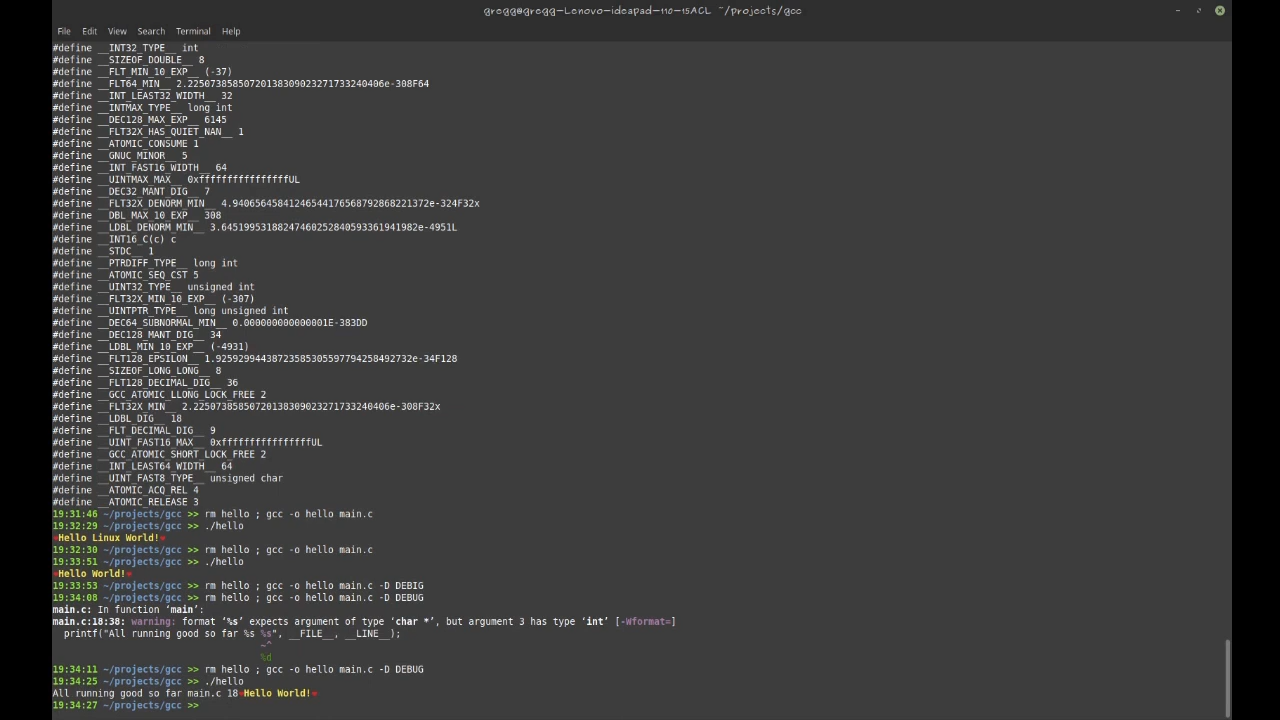 gregg@gregg-Lenovo-ideapad-110-15ACL ~/projects/gcc
File Edit View Search Terminal Help
#define __INT32_TYPE__ int
#define __SIZEOF_DOUBLE__ 8
#define __FLT_MIN_10_EXP__ (-37)
#define __FLT64_MIN__ 2.22507385850720138309023271733240406e-308F64
#define __INT_LEAST32_WIDTH__ 32
#define __INTMAX_TYPE__ long int
#define __DEC128_MAX_EXP__ 6145
#define __FLT32X_HAS_QUIET_NAN__ 1
#define __ATOMIC_CONSUME 1
#define __GNUC_MINOR__ 5
#define __INT_FAST16_WIDTH__ 64
#define __UINTMAX_MAX__ 0xffffffffffffffffUL
#define __DEC32_MANT_DIG__ 7
#define __FLT32X_DENORM_MIN__ 4.94065645841246544176568792868221372e-324F32x
#define __DBL_MAX_10_EXP__ 308
#define __LDBL_DENORM_MIN__ 3.64519953188247460252840593361941982e-4951L
#define __INT16_C(c) c
#define __STDC__ 1
#define __PTRDIFF_TYPE__ long int
#define __ATOMIC_SEQ_CST 5
#define __UINT32_TYPE__ unsigned int
#define __FLT32X_MIN_10_EXP__ (-307)
#define __UINTPTR_TYPE__ long unsigned int
#define __DEC64_SUBNORMAL_MIN__ 0.000000000000001E-383DD
#define __DEC128_MANT_DIG__ 34
#define __LDBL_MIN_10_EXP__ (-4931)
#define __FLT128_EPSILON__ 1.92592994438723585305597794258492732e-34F128
#define __SIZEOF_LONG_LONG__ 8
#define __FLT128_DECIMAL_DIG__ 36
#define __GCC_ATOMIC_LLONG_LOCK_FREE 2
#define __FLT32X_MIN__ 2.22507385850720138309023271733240406e-308F32x
#define __LDBL_DIG__ 18
#define __FLT_DECIMAL_DIG__ 9
#define __UINT_FAST16_MAX__ 0xffffffffffffffffUL
#define __GCC_ATOMIC_SHORT_LOCK_FREE 2
#define __INT_LEAST64_WIDTH__ 64
#define __UINT_FAST8_TYPE__ unsigned char
#define __ATOMIC_ACQ_REL 4
#define __ATOMIC_RELEASE 3
19:31:46 ~/projects/gcc >> rm hello ; gcc -o hello main.c
19:32:29 ~/projects/gcc >> ./hello
*Hello Linux World!*
19:32:30 ~/projects/gcc >> rm hello ; gcc -o hello main.c
19:33:51 ~/projects/gcc >> ./hello
*Hello World!*
19:33:53 ~/projects/gcc >> rm hello ; gcc -o hello main.c -D DEBIG
19:34:08 ~/projects/gcc >> rm hello ; gcc -o hello main.c -D DEBUG
main.c: In function ‘main’:
main.c:18:38: warning: format ‘%s’ expects argument of type ‘char *’, but argument 3 has type ‘int’ [-Wformat=]
printf("All running good so far %s %s", __FILE__, __LINE__);
~^
%d
19:34:11 ~/projects/gcc >> rm hello ; gcc -o hello main.c -D DEBUG
19:34:25 ~/projects/gcc >> ./hello
All running good so far main.c 18*Hello World!*
19:34:27 ~/projects/gcc >>